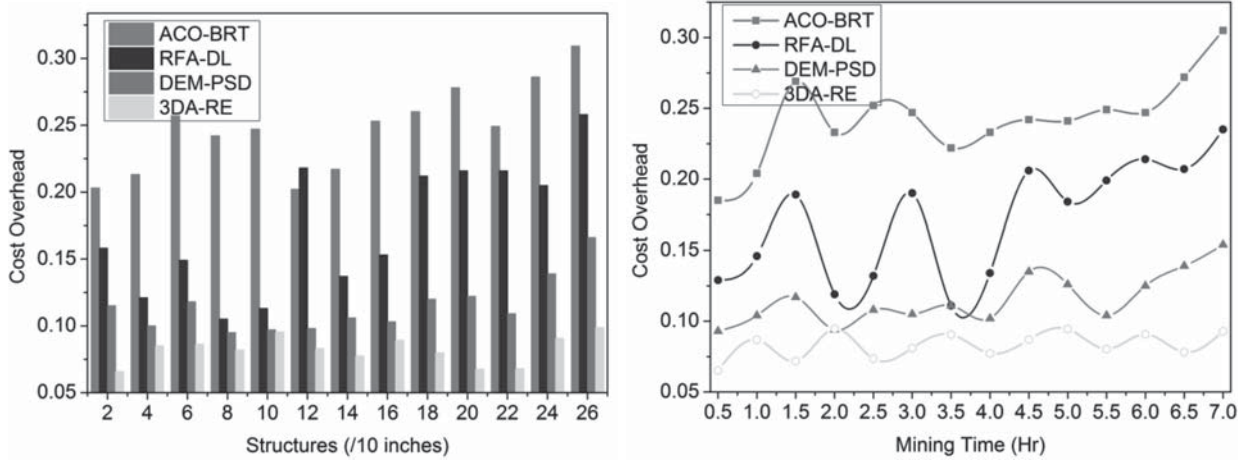 ACO-BRT
RFA-DL
DEM-PSD
3DA-RE
0.30
0.25
0.20
0.15
0.10
0.05
Cost Overhead
2 4 6 8 10 12 14 16 18 20 22 24 26
Structures (/10 inches)
ACO-BRT
RFA-DL
DEM-PSD
3DA-RE
0.30
0.25
0.20
0.15
0.10
0.05
Cost Overhead
0.5 1.0 1.5 2.0 2.5 3.0 3.5 4.0 4.5 5.0 5.5 6.0 6.5 7.0
Mining Time (Hr)